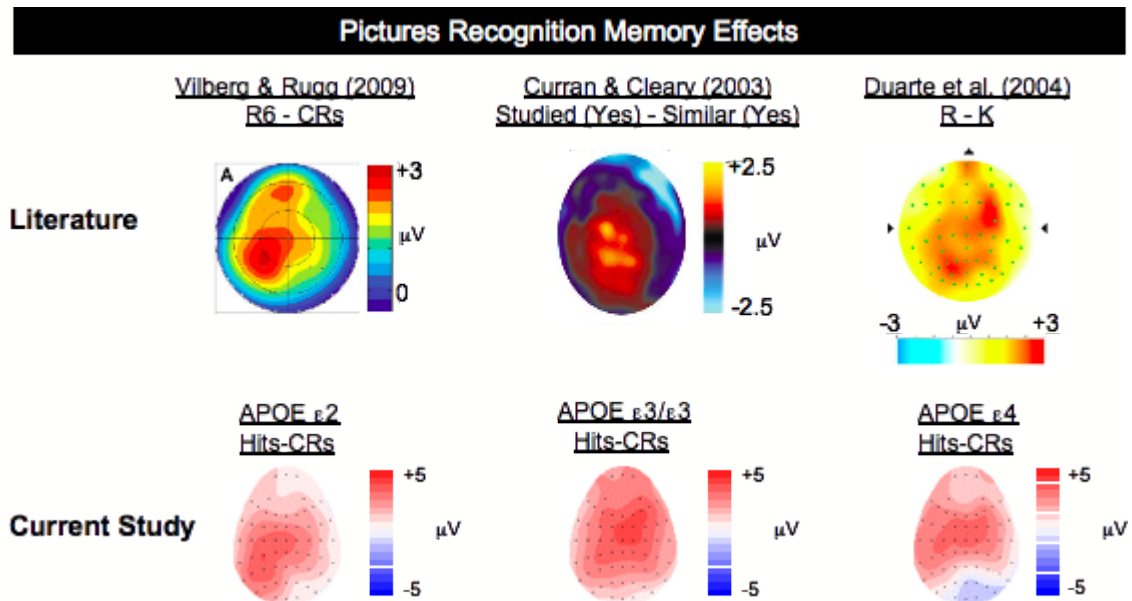 Pictures Recognition Memory Effects
Vilberg & Rugg (2009)
R6 - CRs
Curran & Cleary (2003)
Studied (Yes) - Similar (Yes)
Duarte et al. (2004)
R - K
Literature
A
+3
μV
0
+2.5
μV
-2.5
-3
μV
+3
APOE ε2
Hits-CRs
APOE ε3/ε3
Hits-CRs
APOE ε4
Hits-CRs
Current Study
+5
μV
-5
+5
μV
-5
+5
μV
-5